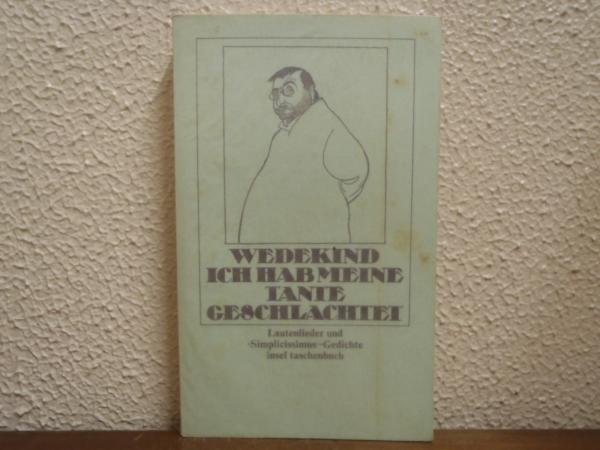 WEDEKIND
ICH HAB MEINE
TANTE
GESCHLACHTET
Lautenlieder und
›Simplicissimus‹-Gedichte
insel taschenbuch